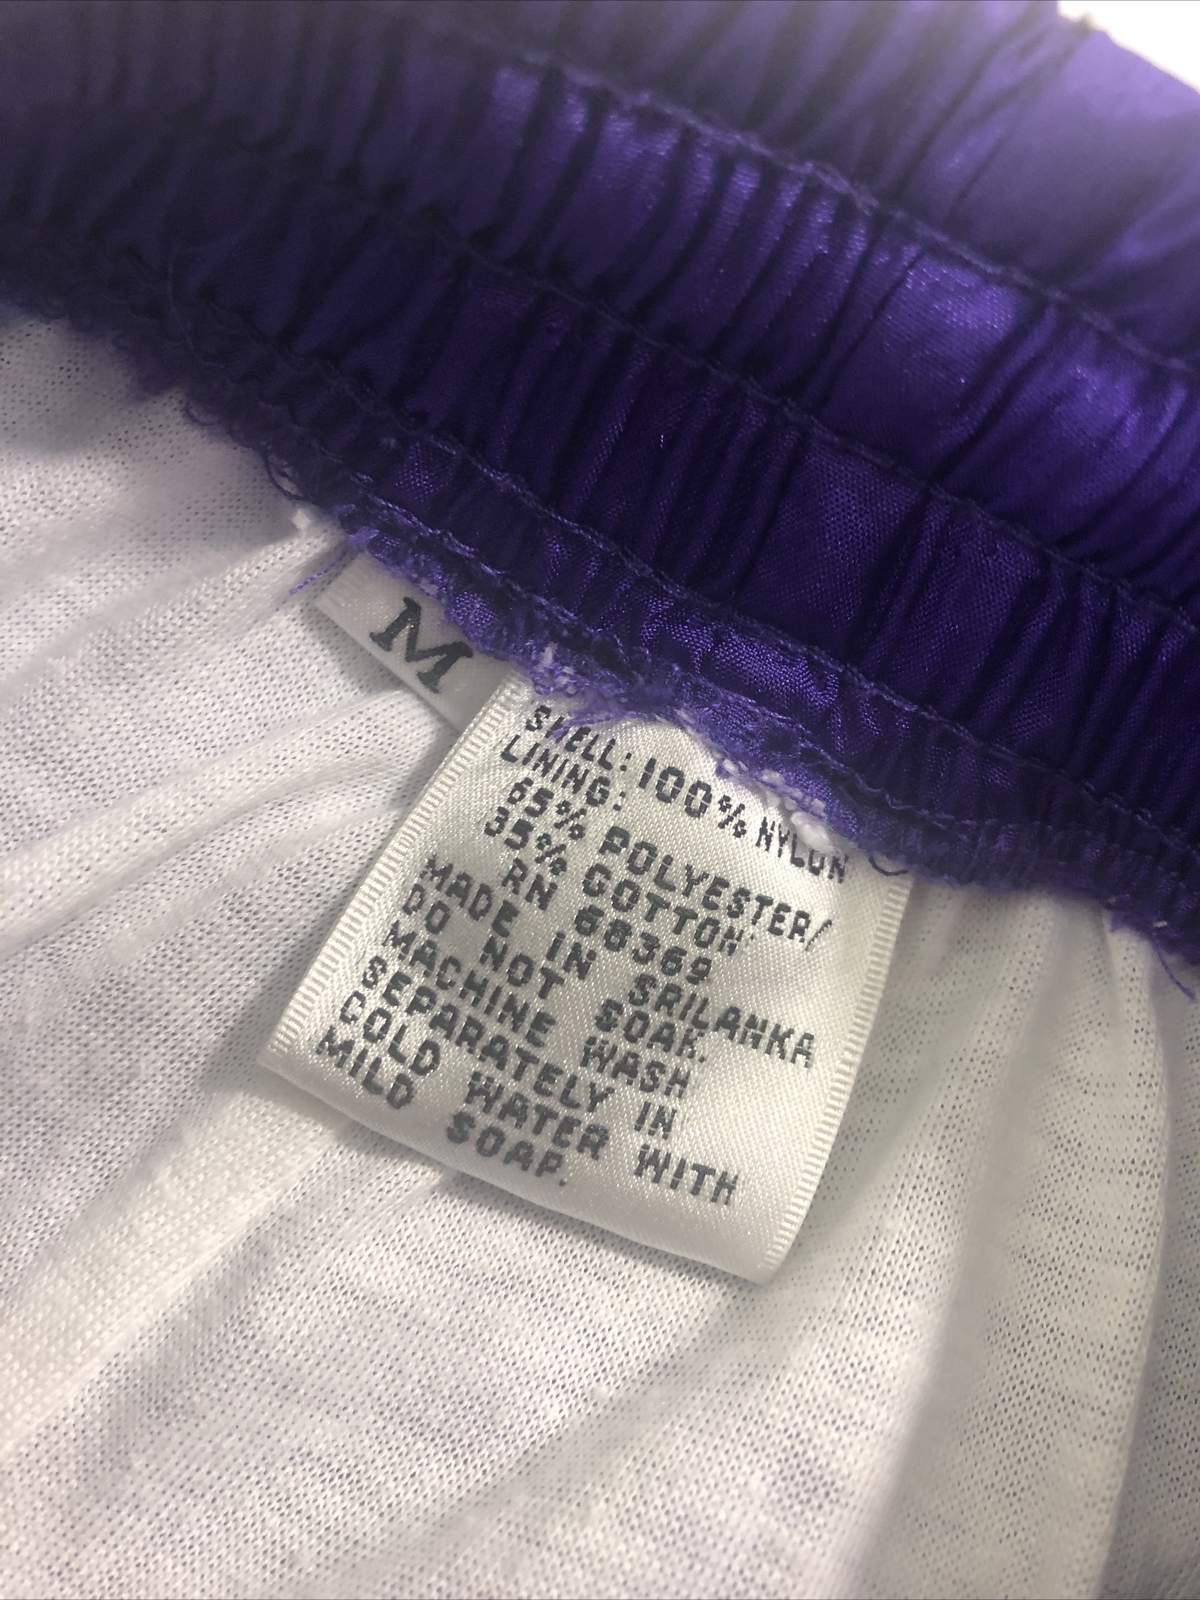 M
SHELL: 100% NYLON
LINING:
65% POLYESTER/
35% COTTON
RN 68369
MADE IN SRILANKA
DO NOT SOAK.
MACHINE WASH
SEPARATELY IN
COLD WATER WITH
MILD SOAP.